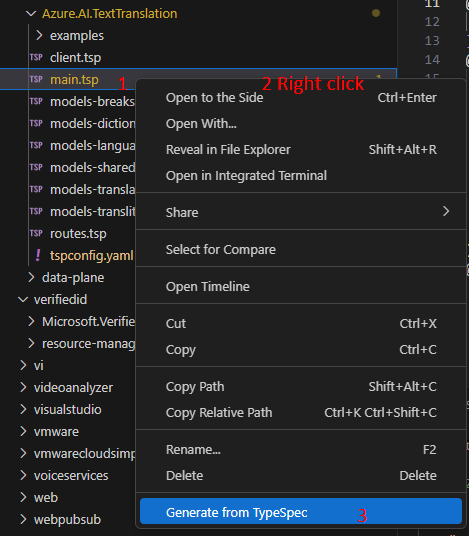 Azure.AI.TextTranslation
examples
TSP client.tsp
TSP main.tsp 1
TSP models-breaks
TSP models-diction
TSP models-langua
TSP models-shared
TSP models-transla
TSP models-translit
TSP routes.tsp
! tspconfig.yaml
data-plane
verifiedid
Microsoft.Verifie
resource-manag
vi
videoanalyzer
visualstudio
vmware
vmwarecloudsimp
voiceservices
web
webpubsub
2 Right click
Open to the Side Ctrl+Enter
Open With...
Reveal in File Explorer Shift+Alt+R
Open in Integrated Terminal
Share
Select for Compare
Open Timeline
Cut Ctrl+X
Copy Ctrl+C
Copy Path Shift+Alt+C
Copy Relative Path Ctrl+K Ctrl+Shift+C
Rename... F2
Delete Delete
Generate from TypeSpec 3
11
12
13
14